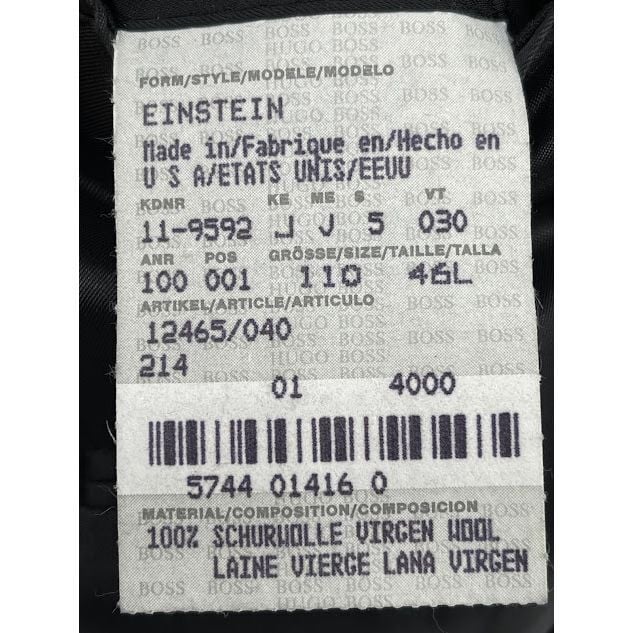 FORM/STYLE/MODELE/MODELO
EINSTEIN
Made in/Fabrique en/Hecho en
U S A/ETATS UNIS/EEUU
KDNR KE ME S VT
11-9592 J J 5 030
ANR POS GRÖSSE/SIZE/TAILLE/TALLA
100 001 110 46L
ARTIKEL/ARTICLE/ARTICULO
12465/040
214
01 4000
5744 01416 0
MATERIAL/COMPOSITION/COMPOSICION
100% SCHURWOLLE VIRGEN WOOL
LAINE VIERGE LANA VIRGEN